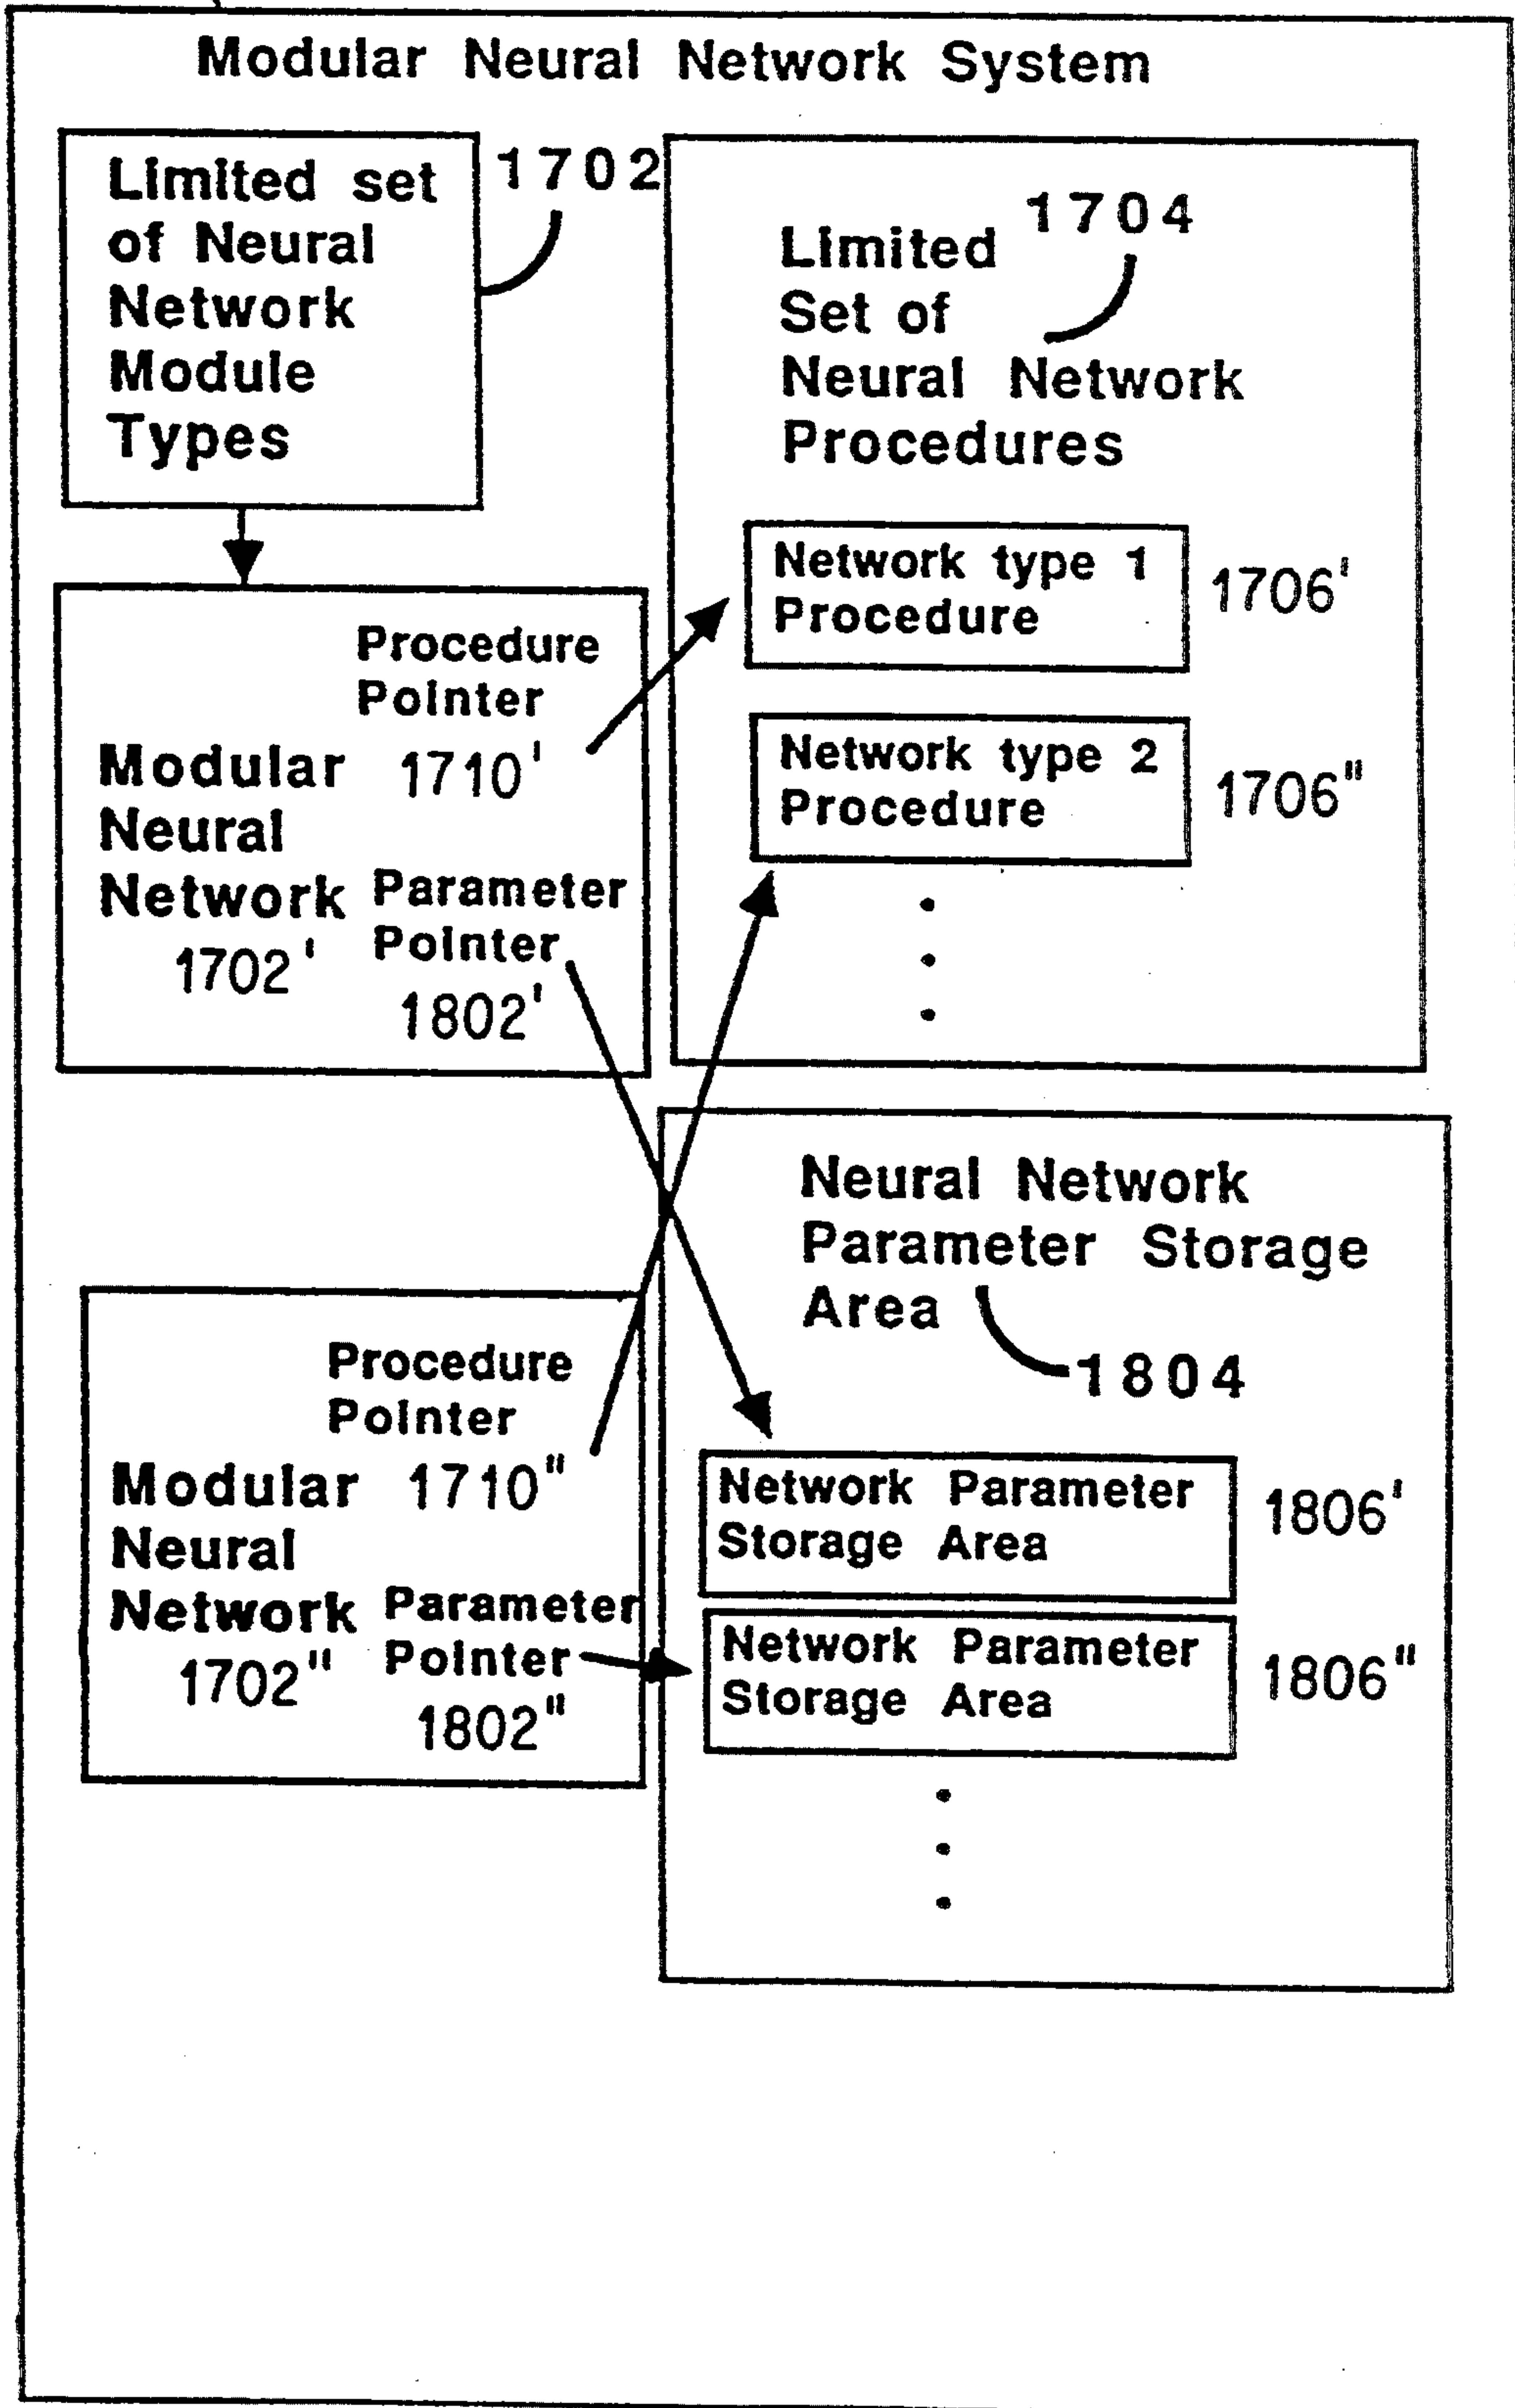 Modular Neural Network System
Limited set
of Neural
Network
Module
Types
1702
1704
Limited
Set of
Neural Network
Procedures
Network type 1
Procedure
1706'
Network type 2
Procedure
1706"
Procedure
Pointer
1710'
Modular
Neural
Network
1702'
Parameter
Pointer
1802'
Neural Network
Parameter Storage
Area
1804
Procedure
Pointer
1710"
Modular
Neural
Network
1702"
Parameter
Pointer
1802"
Network Parameter
Storage Area
1806'
Network Parameter
Storage Area
1806"